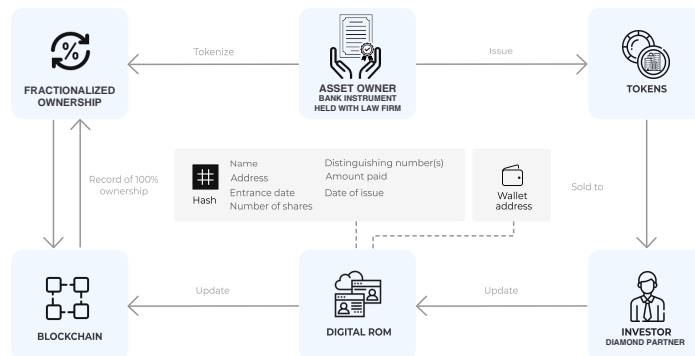 Tokenize
Issue
FRACTIONALIZED
OWNERSHIP
ASSET OWNER
BANK INSTRUMENT
HELD WITH LAW FIRM
TOKENS
Record of 100%
ownership
#
Hash
Name
Address
Entrance date
Number of shares
Distinguishing number(s)
Amount paid
Date of issue
Wallet
address
Sold to
Update
Update
BLOCKCHAIN
DIGITAL ROM
INVESTOR
DIAMOND PARTNER